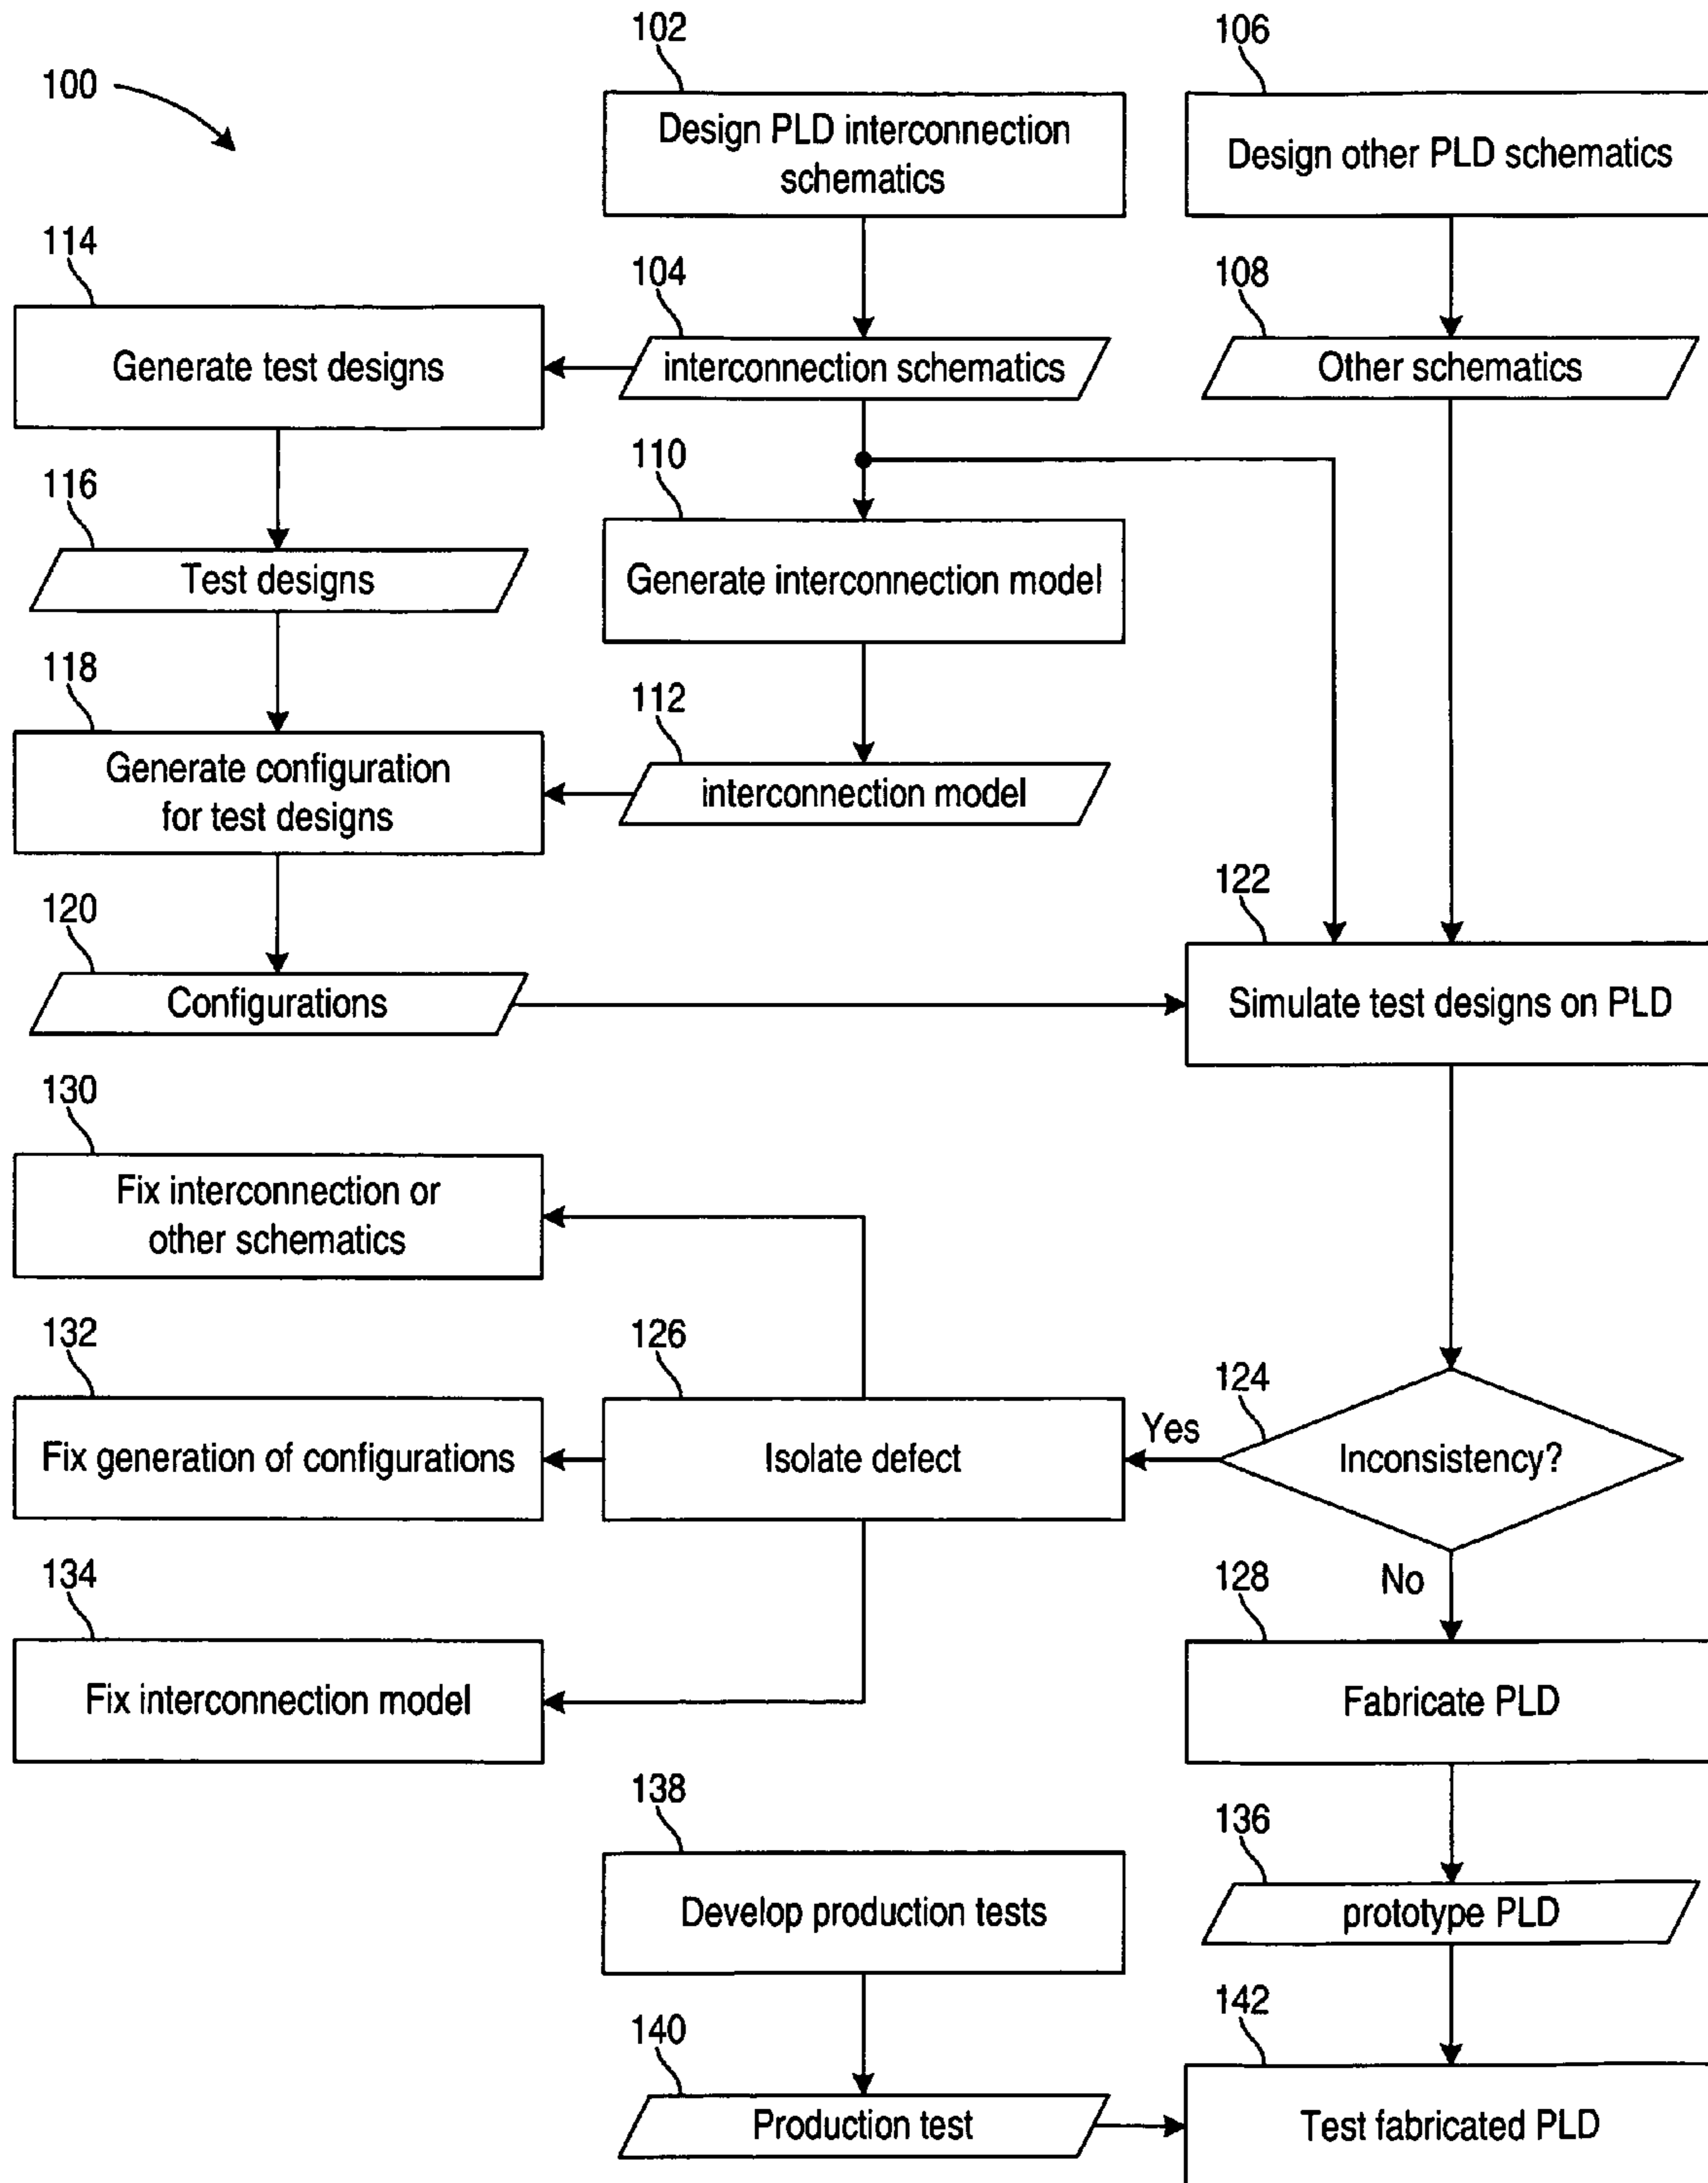 100
102
Design PLD interconnection
schematics
106
Design other PLD schematics
114
Generate test designs
104
interconnection schematics
108
Other schematics
116
Test designs
110
Generate interconnection model
118
Generate configuration
for test designs
112
interconnection model
120
Configurations
122
Simulate test designs on PLD
130
Fix interconnection or
other schematics
132
Fix generation of configurations
126
Isolate defect
Yes
124
Inconsistency?
No
134
Fix interconnection model
128
Fabricate PLD
138
Develop production tests
136
prototype PLD
140
Production test
142
Test fabricated PLD